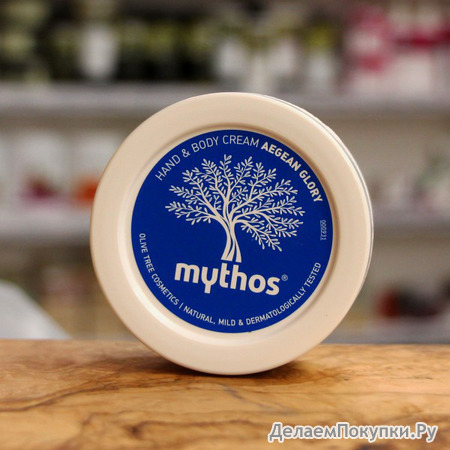 HAND & BODY CREAM AEGEAN GLORY
mythos®
OLIVE TREE COSMETICS | NATURAL, MILD & DERMATOLOGICALLY TESTED
ДелаемПокупки.Ру